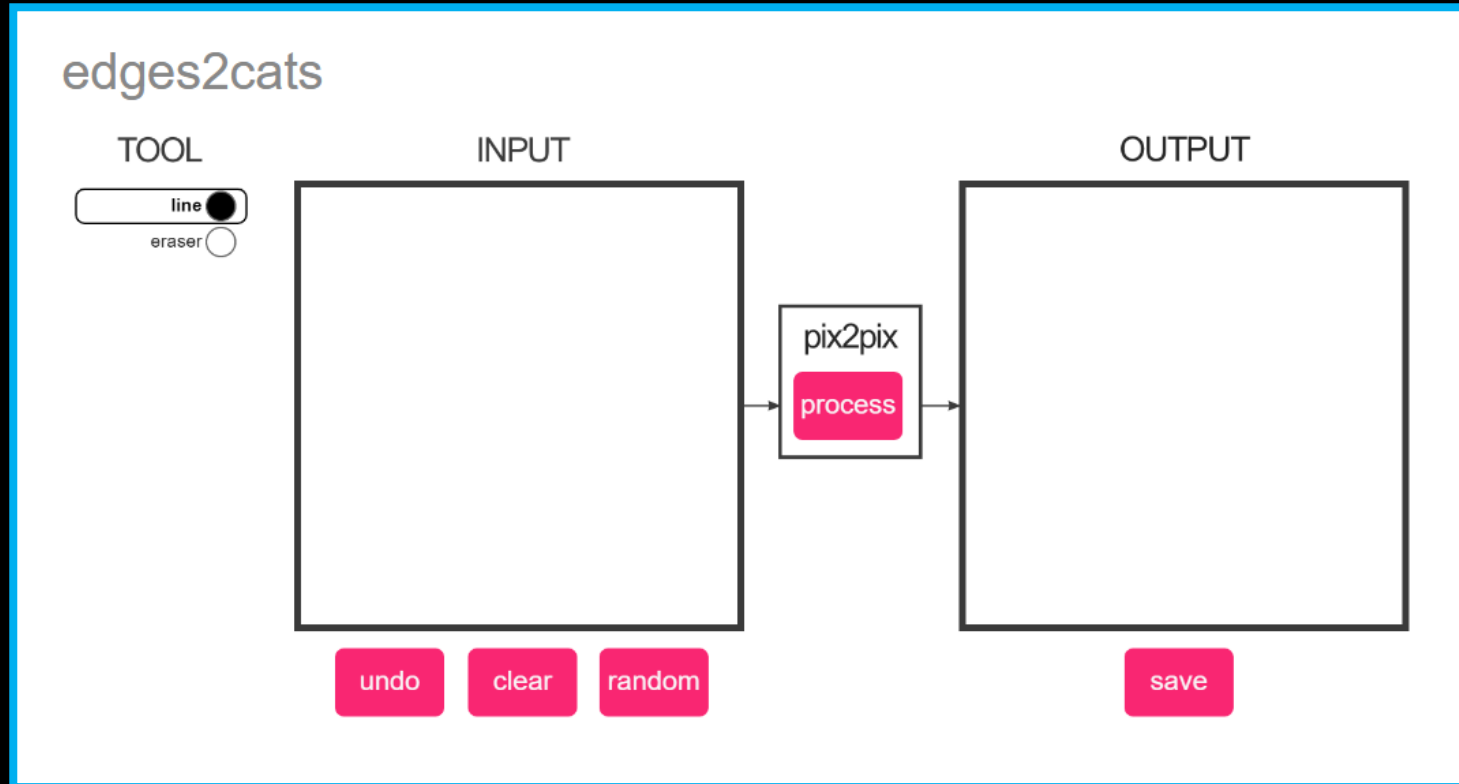 edges2cats
TOOL
INPUT
OUTPUT
line
eraser
pix2pix
process
undo
clear
random
save